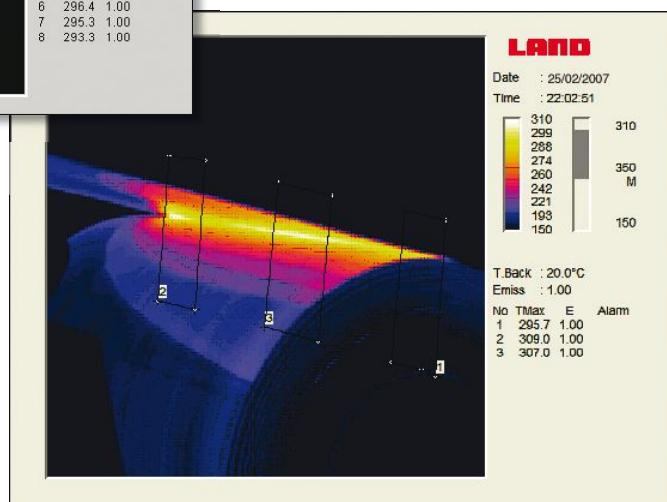 6 296.4 1.00
7 295.3 1.00
8 293.3 1.00
LAND
Date : 25/02/2007
Time : 22:02:51
310
299
288
274
260
242
221
193
150
310
350
M
150
T.Back : 20.0°C
Emiss : 1.00
No TMax E Alarm
1 295.7 1.00
2 309.0 1.00
3 307.0 1.00
2
3
1